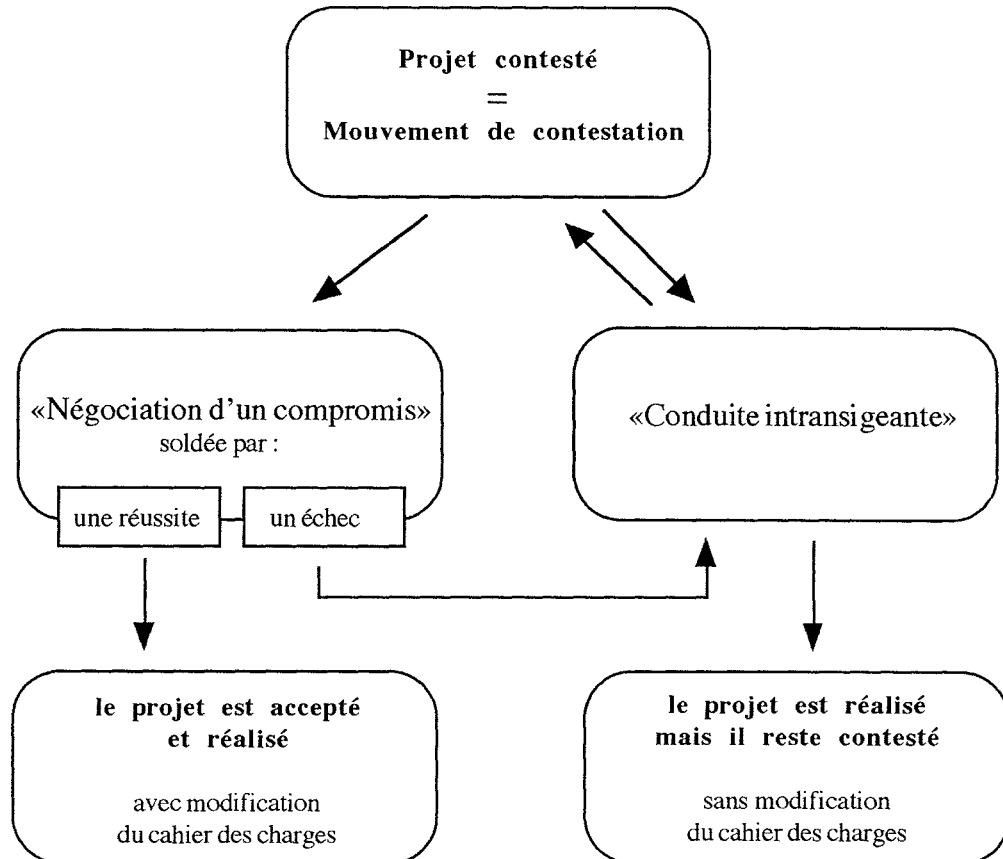 Projet contesté
=
Mouvement de contestation
«Négociation d'un compromis»
soldée par :
une réussite
un échec
«Conduite intransigeante»
le projet est accepté
et réalisé
avec modification
du cahier des charges
le projet est réalisé
mais il reste contesté
sans modification
du cahier des charges